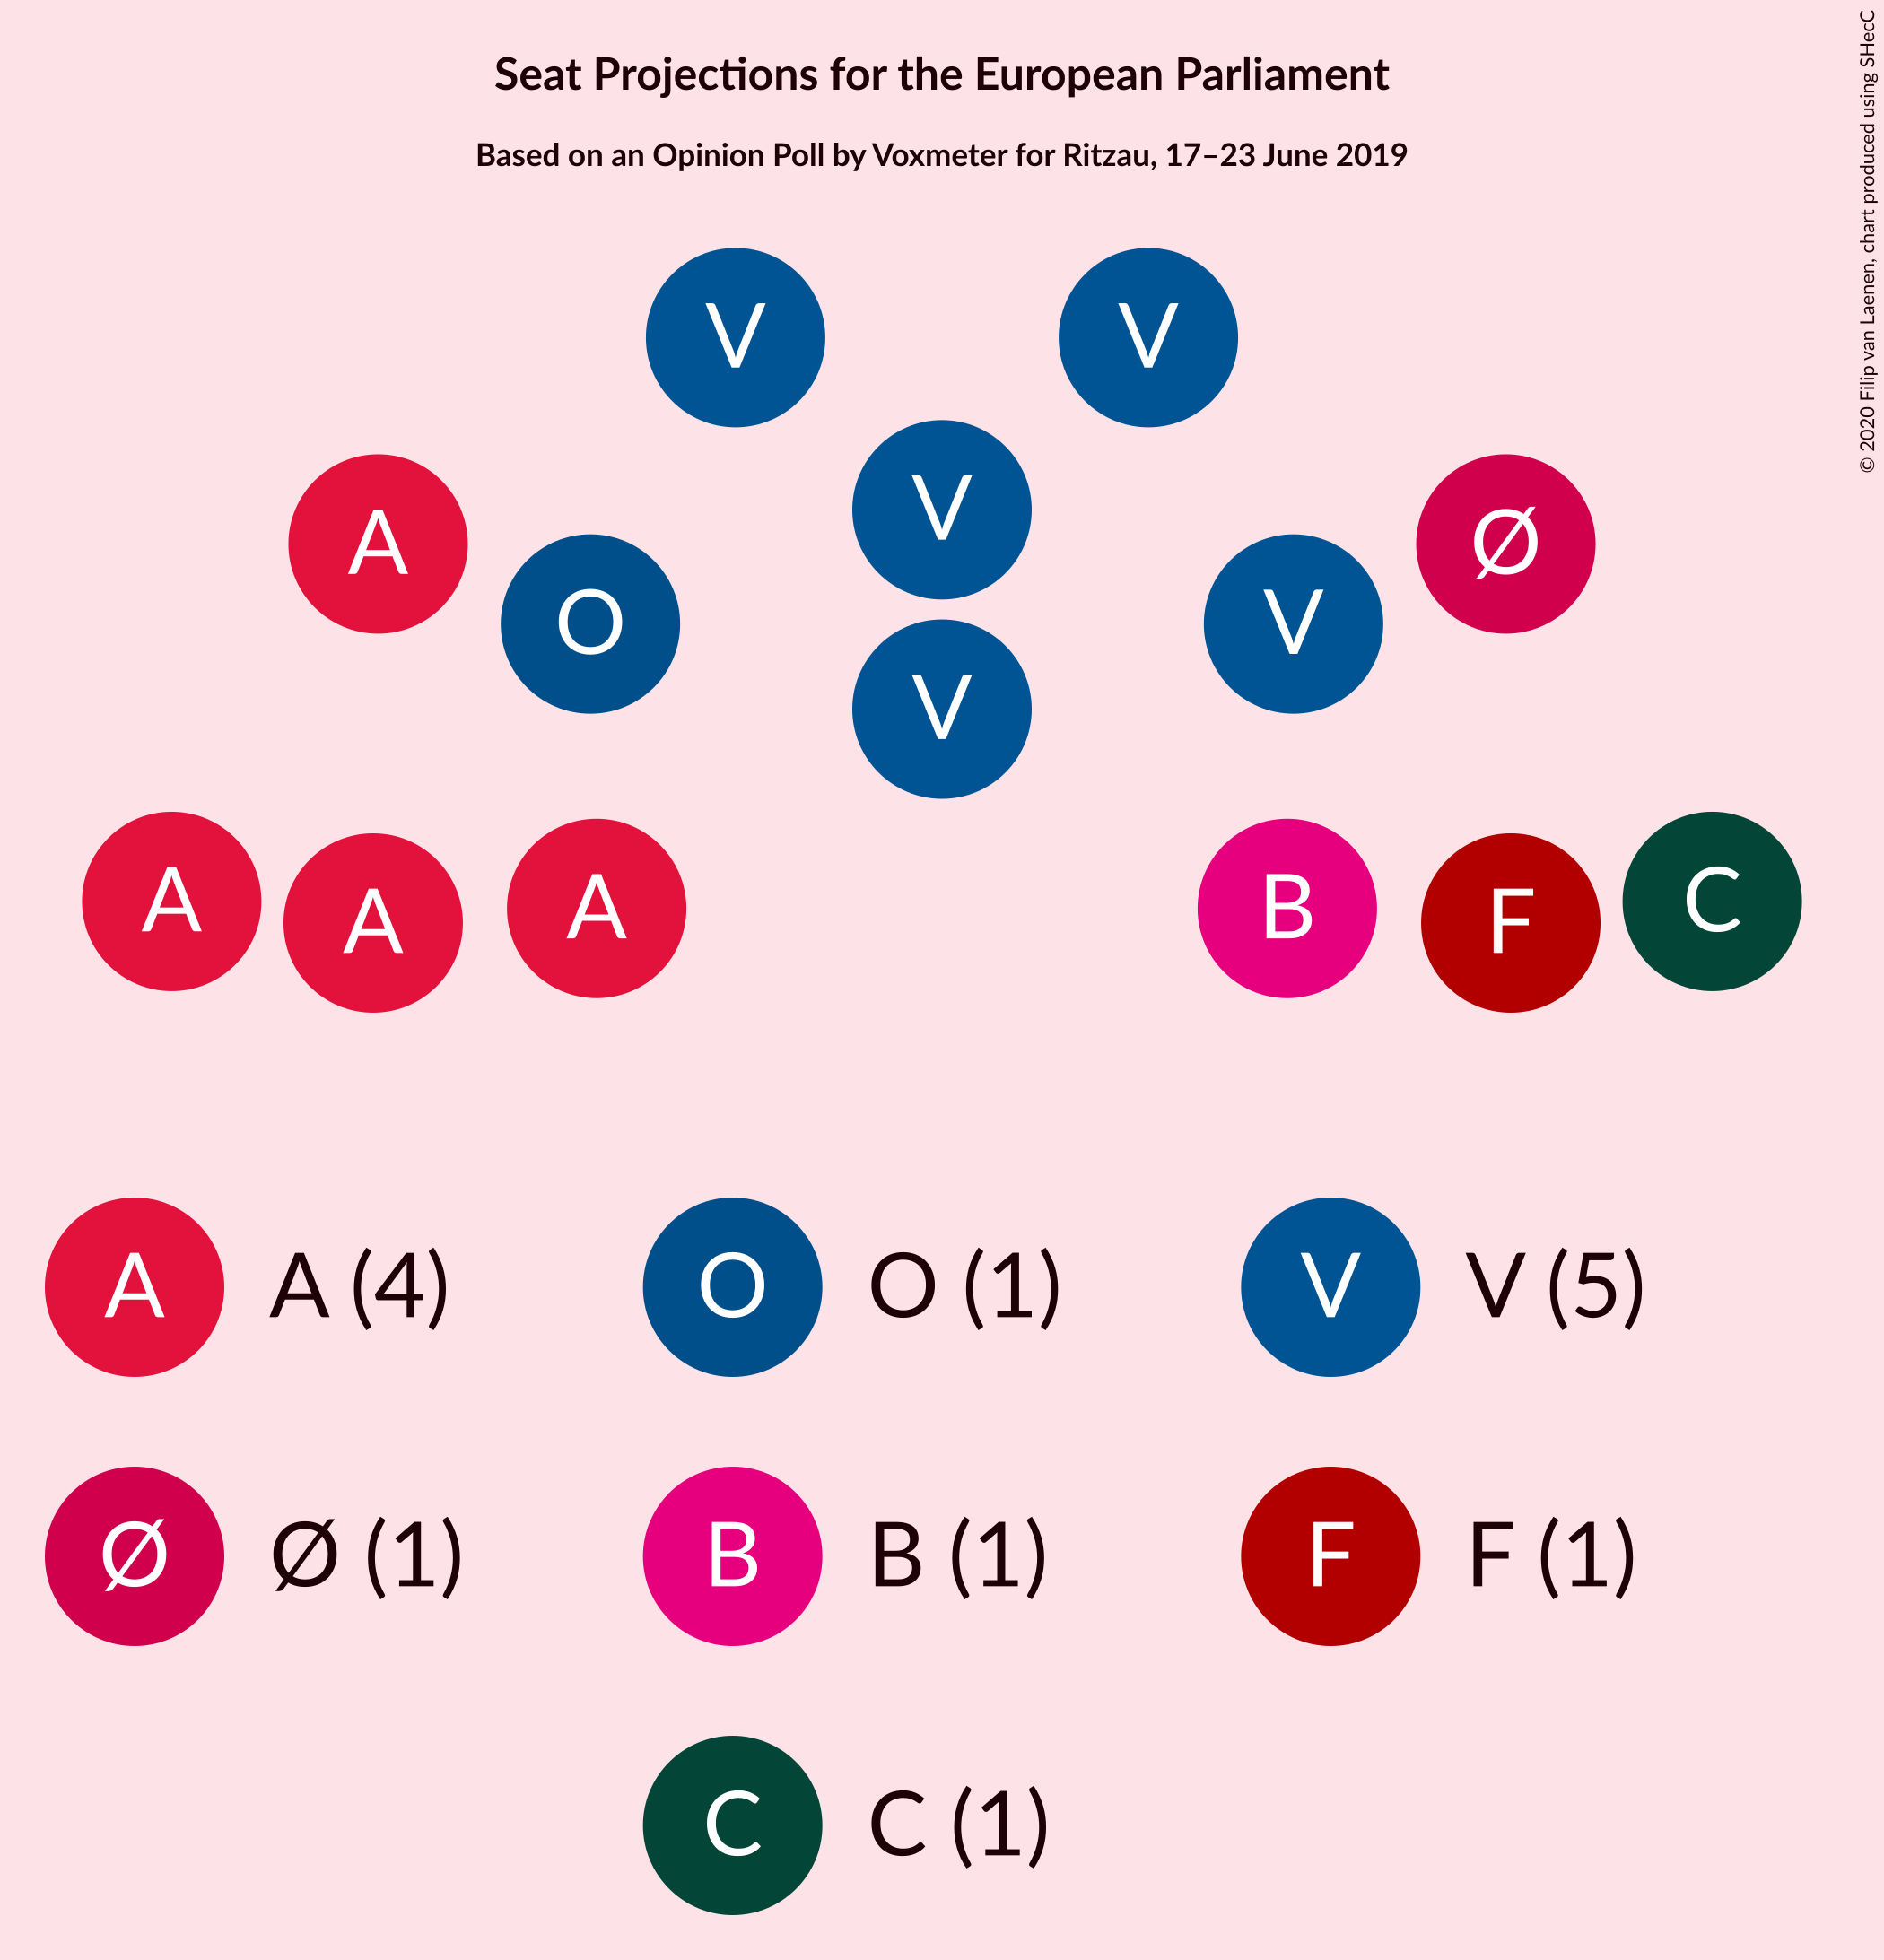 Seat Projections for the European Parliament
Based on an Opinion Poll by Voxmeter for Ritzau, 17–23 June 2019
© 2020 Filip van Laenen, chart produced using SHecC
V V
V
A Ø
O V
V
A A A B F C
A A (4) O O (1) V V (5)
Ø Ø (1) B B (1) F F (1)
C C (1)